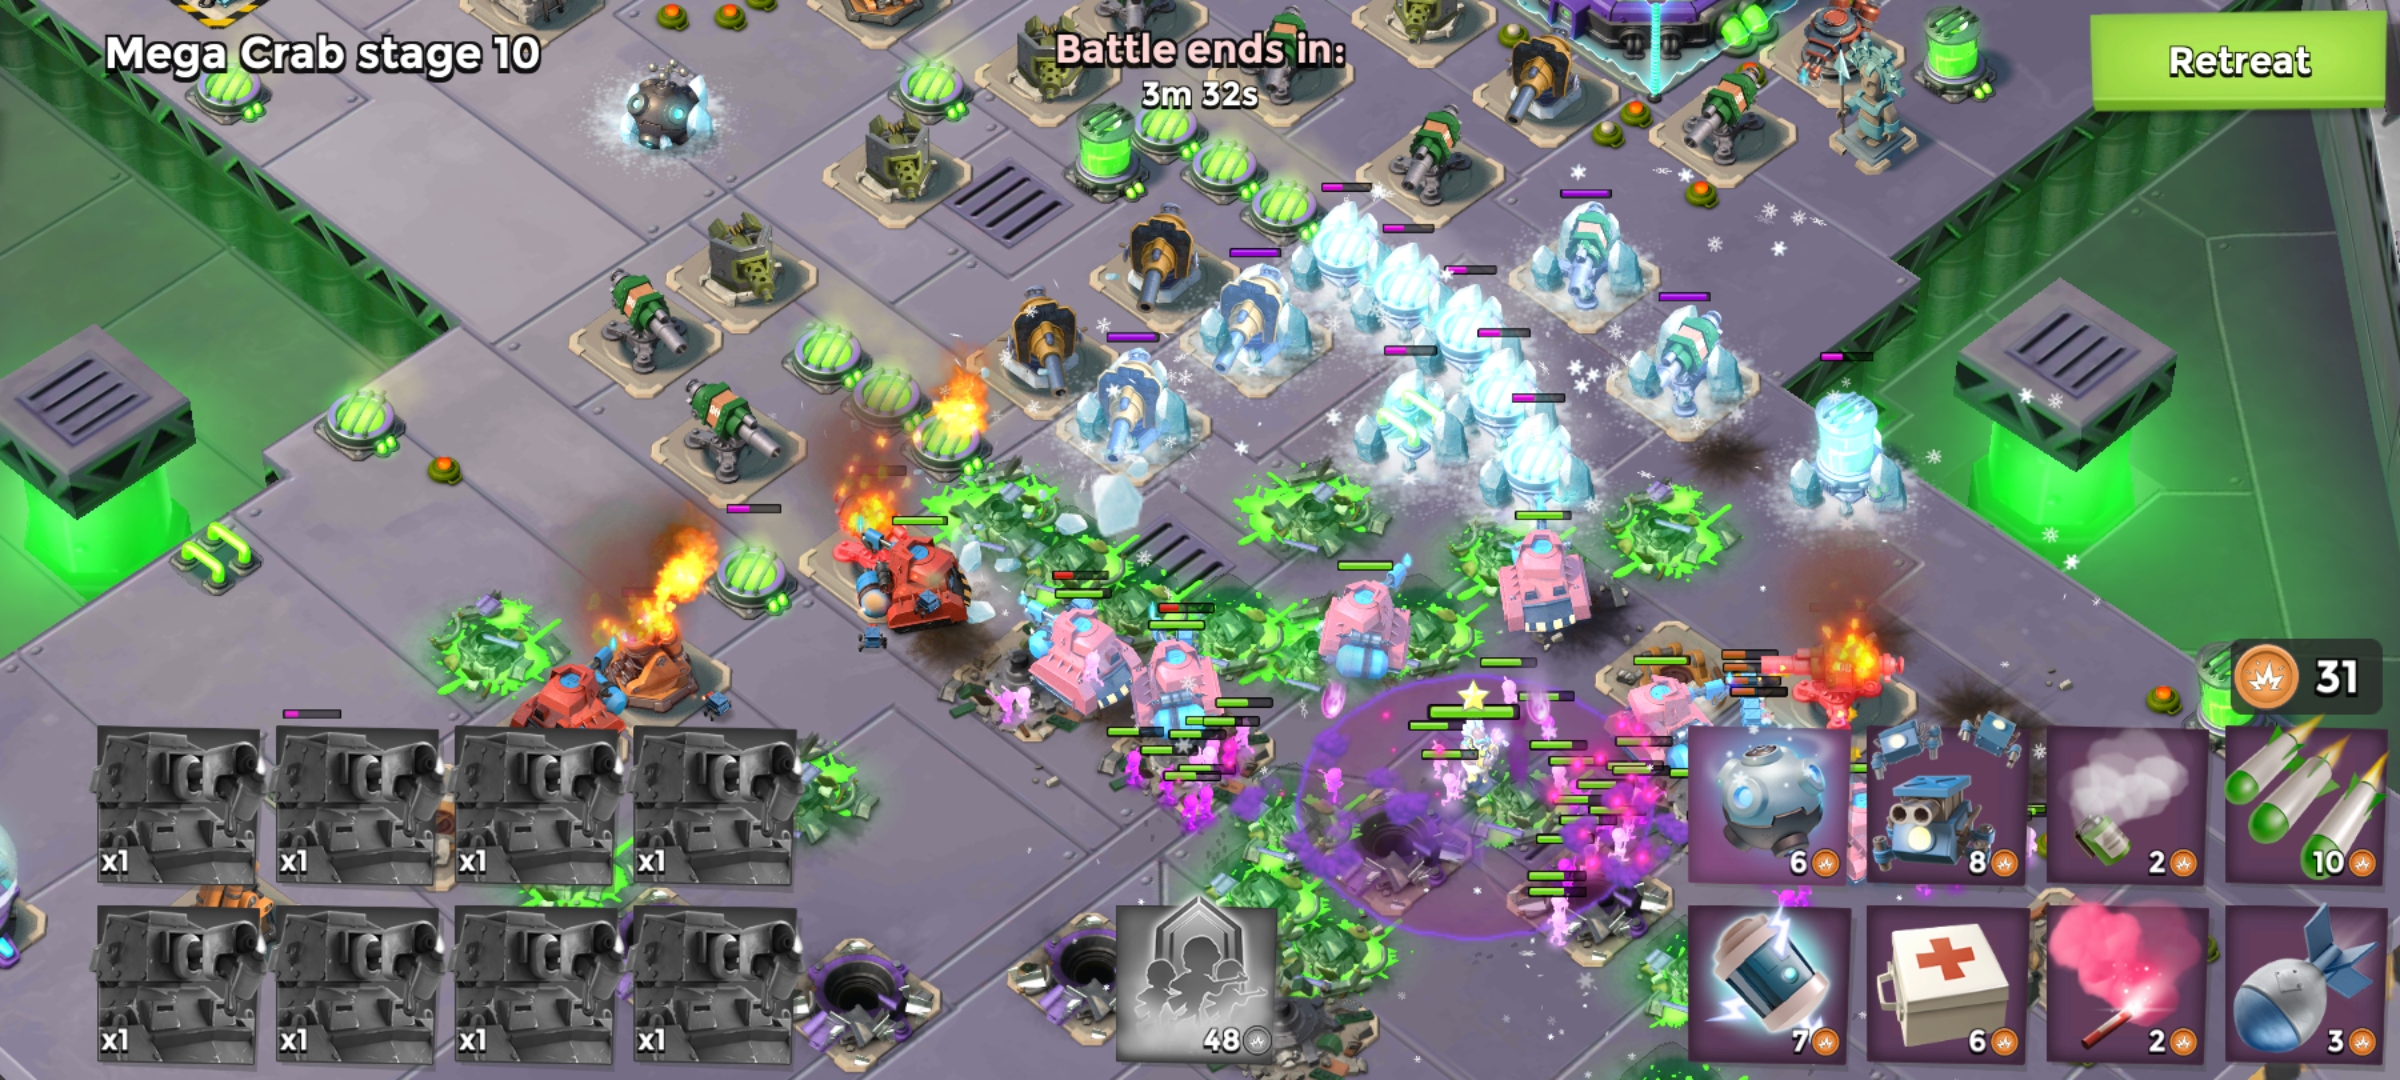 Mega Crab stage 10
Battle ends in:
3m 32s
Retreat
31
x1
x1
x1
x1
6
8
2
10
x1
x1
x1
x1
48
7
6
2
3